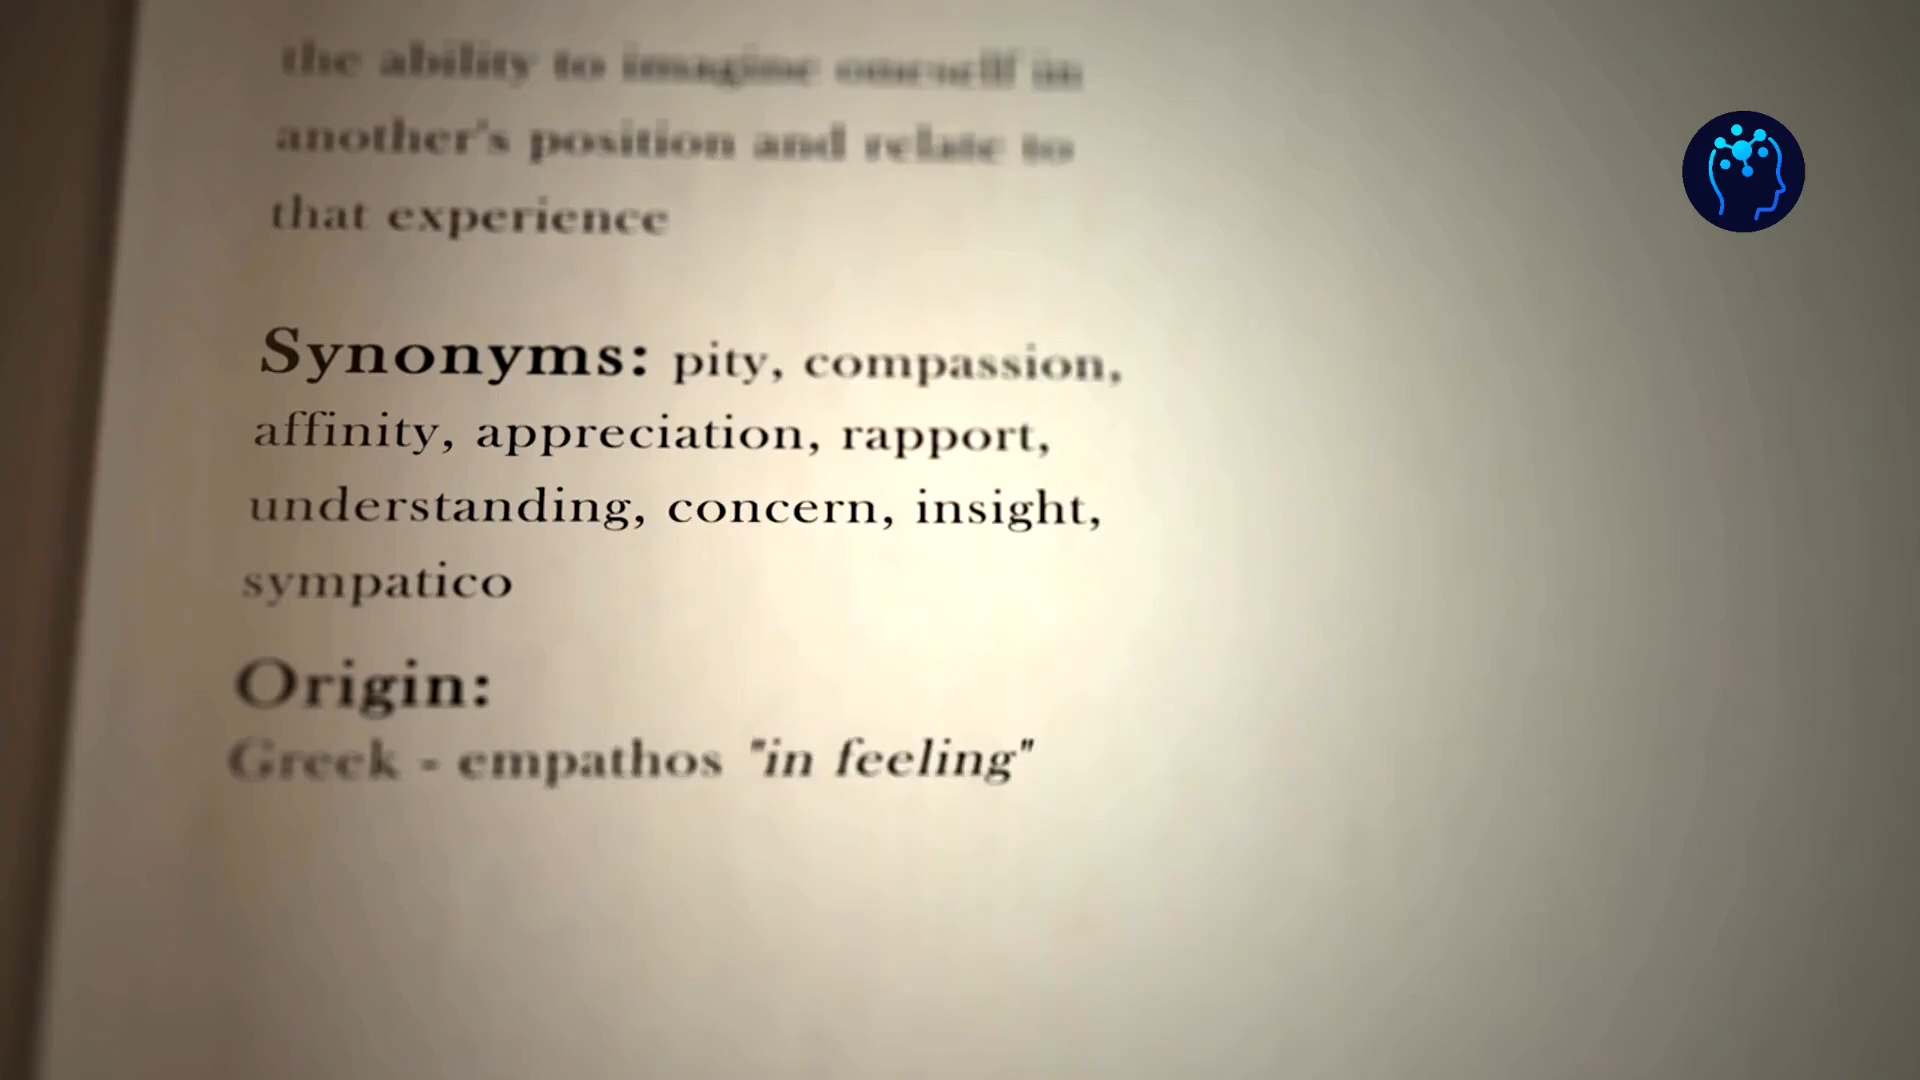 the ability to imagine oneself in
another's position and relate to
that experience
Synonyms: pity, compassion,
affinity, appreciation, rapport,
understanding, concern, insight,
sympatico
Origin:
Greek - empathos "in feeling"